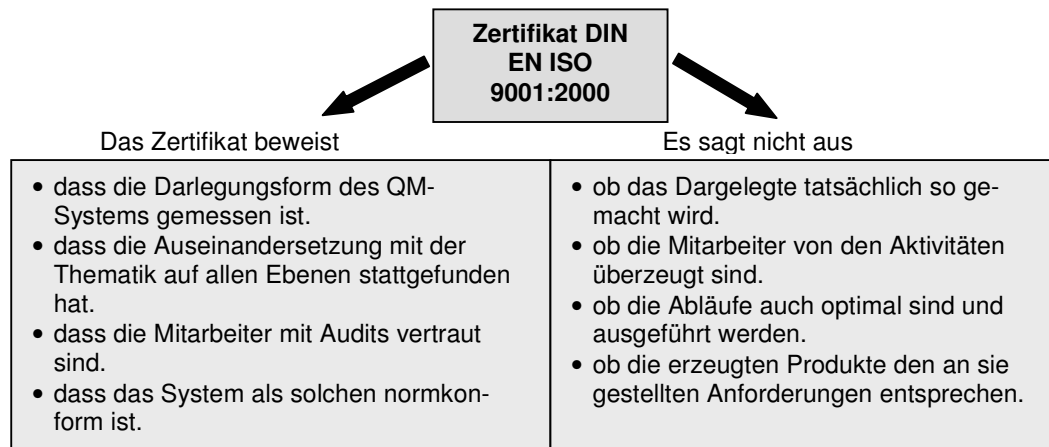 Zertifikat DIN
EN ISO
9001:2000
Das Zertifikat beweist
Es sagt nicht aus
• dass die Darlegungsform des QM-
Systems gemessen ist.
• dass die Auseinandersetzung mit der
Thematik auf allen Ebenen stattgefunden
hat.
• dass die Mitarbeiter mit Audits vertraut
sind.
• dass das System als solchen normkon-
form ist.
• ob das Dargelegte tatsächlich so ge-
macht wird.
• ob die Mitarbeiter von den Aktivitäten
überzeugt sind.
• ob die Abläufe auch optimal sind und
ausgeführt werden.
• ob die erzeugten Produkte den an sie
gestellten Anforderungen entsprechen.